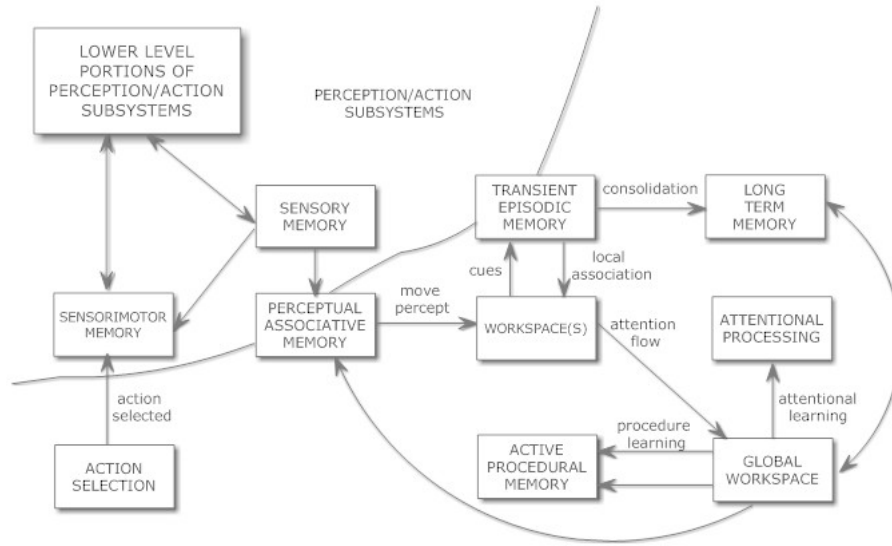 LOWER LEVEL
PORTIONS OF
PERCEPTION/ACTION
SUBSYSTEMS
PERCEPTION/ACTION
SUBSYSTEMS
SENSORY
MEMORY
TRANSIENT
EPISODIC
MEMORY
consolidation
LONG
TERM
MEMORY
cues
local
association
SENSORIMOTOR
MEMORY
PERCEPTUAL
ASSOCIATIVE
MEMORY
move
percept
WORKSPACE(S)
attention
flow
ATTENTIONAL
PROCESSING
action
selected
attentional
learning
ACTION
SELECTION
ACTIVE
PROCEDURAL
MEMORY
procedure
learning
GLOBAL
WORKSPACE